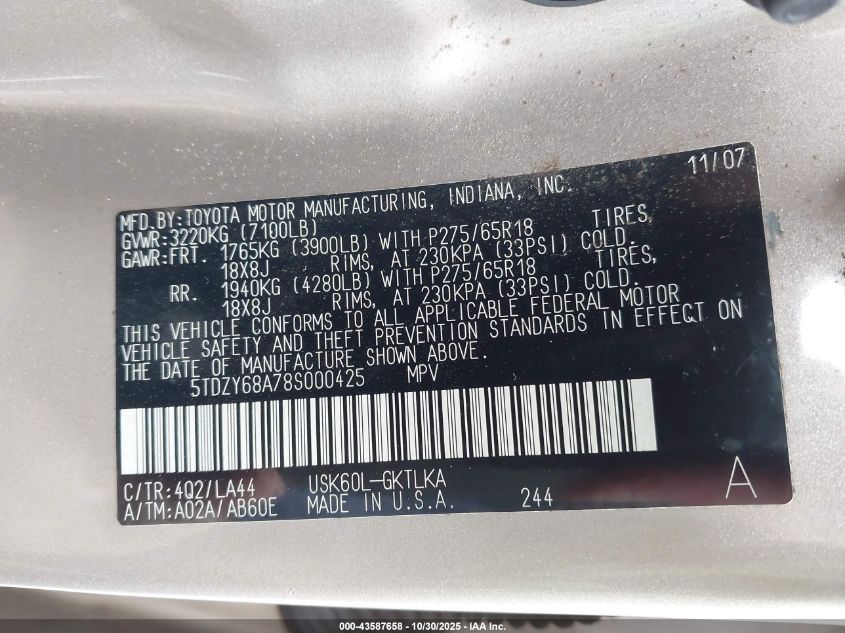 11/07
MFD.BY:TOYOTA MOTOR MANUFACTURING, INDIANA, INC.
GVWR:3220KG (7100LB)
GAWR:FRT. 1765KG (3900LB) WITH P275/65R18 TIRES,
18X8J RIMS, AT 230KPA (33PSI) COLD.
RR. 1940KG (4280LB) WITH P275/65R18 TIRES,
18X8J RIMS, AT 230KPA (33PSI) COLD.
THIS VEHICLE CONFORMS TO ALL APPLICABLE FEDERAL MOTOR
VEHICLE SAFETY AND THEFT PREVENTION STANDARDS IN EFFECT ON
THE DATE OF MANUFACTURE SHOWN ABOVE.
5TDZY68A78S000425 MPV
C/TR:4Q2/LA44 USK60L-GKTLKA
A/TM:A02A/AB60E MADE IN U.S.A. 244 A
000-43587658 - 10/30/2025 - IAA Inc.